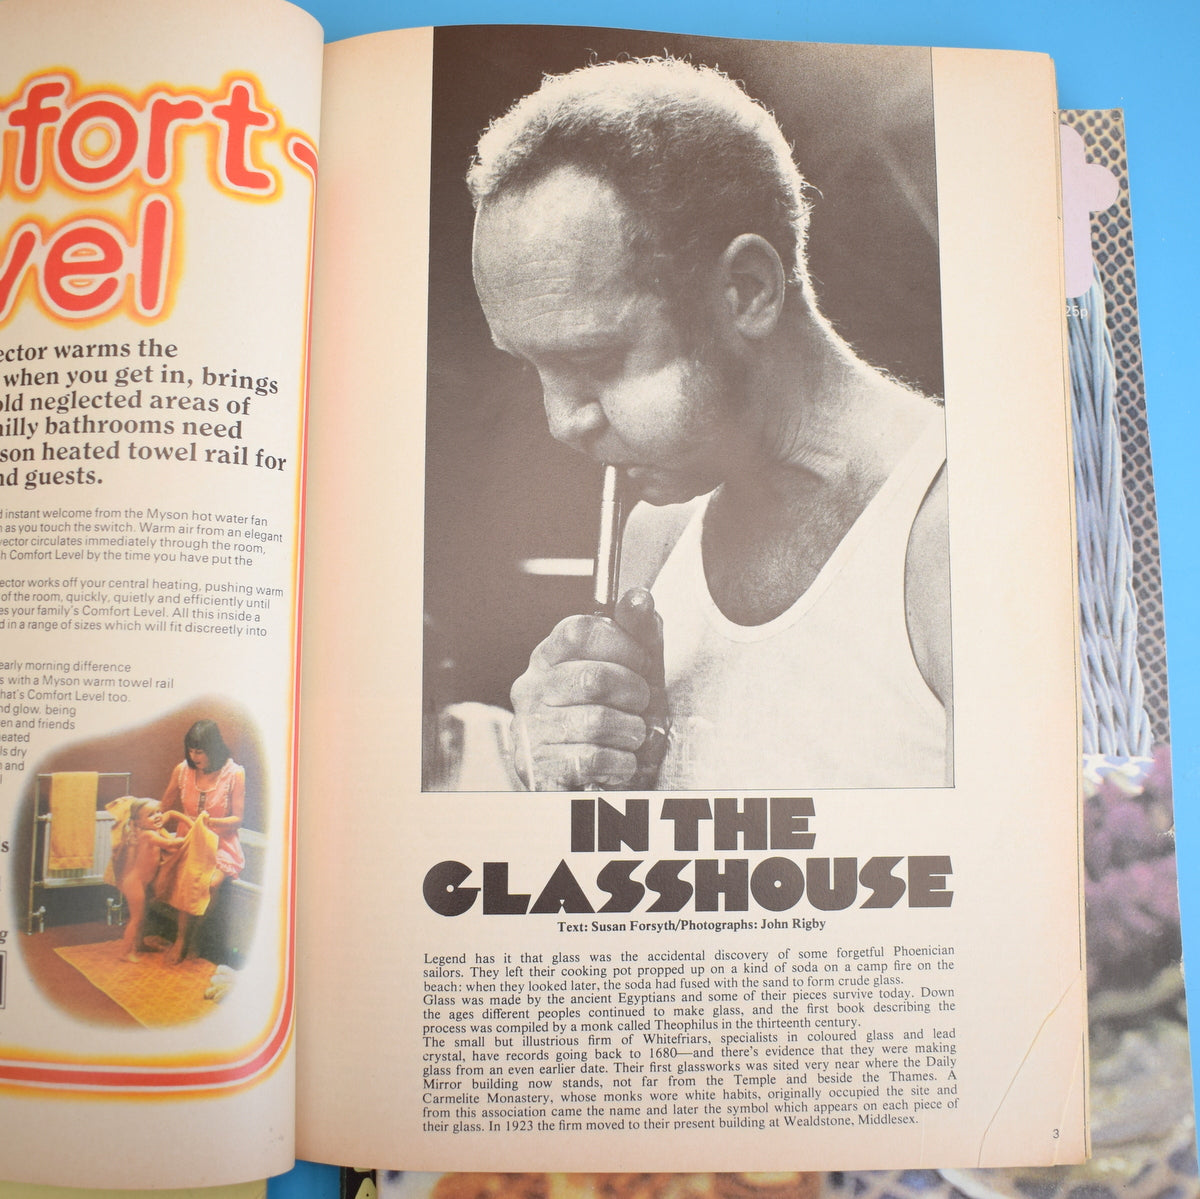 fort
vel
warms the
when you get in, brings
neglected areas of
bathrooms need
heated towel rail for
guests.
instant welcome from the Myson hot water fan
as you touch the switch. Warm air from an elegant
circulates immediately through the room,
Comfort Level by the time you have put the
works off your central heating, pushing warm
of the room, quickly, quietly and efficiently until
your family's Comfort Level. All this inside a
in a range of sizes which will fit discreetly into
early morning difference
with a Myson warm towel rail
that's Comfort Level too.
glow. being
and friends
dry
and
25p
IN THE
GLASSHOUSE
Text: Susan Forsyth/Photographs: John Rigby
Legend has it that glass was the accidental discovery of some forgetful Phoenician
sailors. They left their cooking pot propped up on a kind of soda on a camp fire on the
beach: when they looked later, the soda had fused with the sand to form crude glass.
Glass was made by the ancient Egyptians and some of their pieces survive today. Down
the ages different peoples continued to make glass, and the first book describing the
process was compiled by a monk called Theophilus in the thirteenth century.
The small but illustrious firm of Whitefriars, specialists in coloured glass and lead
crystal, have records going back to 1680—and there's evidence that they were making
glass from an even earlier date. Their first glassworks was sited very near where the Daily
Mirror building now stands, not far from the Temple and beside the Thames. A
Carmelite Monastery, whose monks wore white habits, originally occupied the site and
from this association came the name and later the symbol which appears on each piece of
their glass. In 1923 the firm moved to their present building at Wealdstone, Middlesex.
3